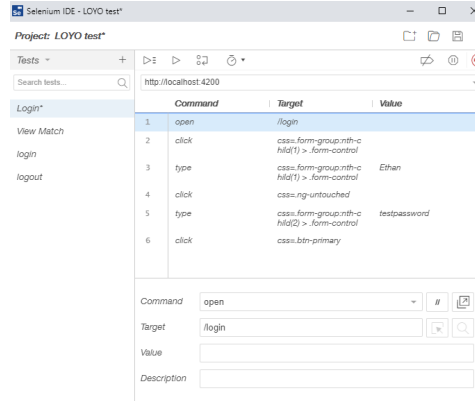 Se Selenium IDE - LOYO test*
Project: LOYO test*
Tests
Search tests...
http://localhost:4200
Login*
View Match
login
logout
Command Target Value
1 open /login
2 click css=.form-group:nth-c
hild(1) > .form-control
3 type css=.form-group:nth-c Ethan
hild(1) > .form-control
4 click css=.ng-untouched
5 type css=.form-group:nth-c testpassword
hild(2) > .form-control
6 click css=.btn-primary
Command open //
Target /login
Value
Description